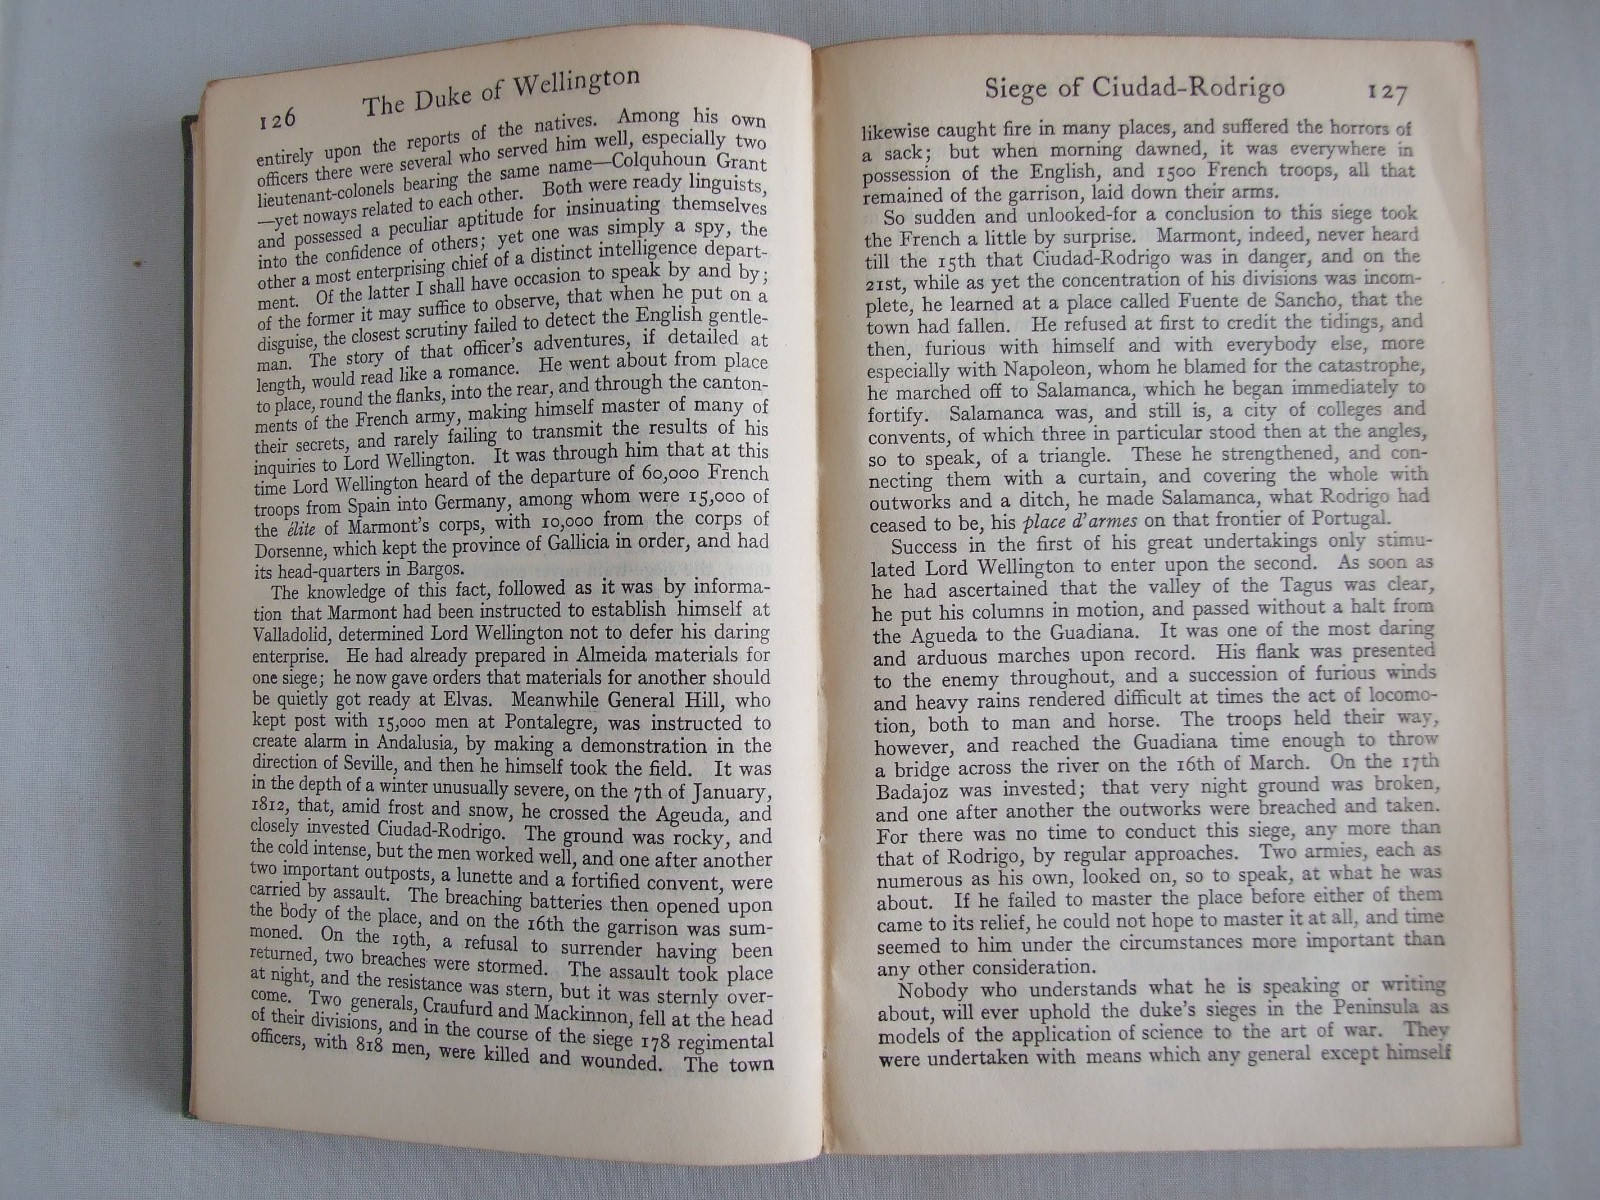 126 The Duke of Wellington
entirely upon the reports of the natives. Among his own
officers there were several who served him well, especially two
lieutenant-colonels bearing the same name—Colquhoun Grant
—yet noways related to each other. Both were ready linguists,
and possessed a peculiar aptitude for insinuating themselves
into the confidence of others; yet one was simply a spy, the
other a most enterprising chief of a distinct intelligence depart-
ment. Of the latter I shall have occasion to speak by and by;
of the former it may suffice to observe, that when he put on a
disguise, the closest scrutiny failed to detect the English gentle-
man. The story of that officer's adventures, if detailed at
length, would read like a romance. He went about from place
to place, round the flanks, into the rear, and through the canton-
ments of the French army, making himself master of many of
their secrets, and rarely failing to transmit the results of his
inquiries to Lord Wellington. It was through him that at this
time Lord Wellington heard of the departure of 60,000 French
troops from Spain into Germany, among whom were 15,000 of
the élite of Marmont's corps, with 10,000 from the corps of
Dorsenne, which kept the province of Gallicia in order, and had
its head-quarters in Bargos.
The knowledge of this fact, followed as it was by informa-
tion that Marmont had been instructed to establish himself at
Valladolid, determined Lord Wellington not to defer his daring
enterprise. He had already prepared in Almeida materials for
one siege; he now gave orders that materials for another should
be quietly got ready at Elvas. Meanwhile General Hill, who
kept post with 15,000 men at Pontalegre, was instructed to
create alarm in Andalusia, by making a demonstration in the
direction of Seville, and then he himself took the field. It was
in the depth of a winter unusually severe, on the 7th of January,
1812, that, amid frost and snow, he crossed the Ageuda, and
closely invested Ciudad-Rodrigo. The ground was rocky, and
the cold intense, but the men worked well, and one after another
two important outposts, a lunette and a fortified convent, were
carried by assault. The breaching batteries then opened upon
the body of the place, and on the 16th the garrison was sum-
moned. On the 19th, a refusal to surrender having been
returned, two breaches were stormed. The assault took place
at night, and the resistance was stern, but it was sternly over-
come. Two generals, Craufurd and Mackinnon, fell at the head
of their divisions, and in the course of the siege 178 regimental
officers, with 818 men, were killed and wounded. The town
Siege of Ciudad-Rodrigo 127
likewise caught fire in many places, and suffered the horrors of
a sack; but when morning dawned, it was everywhere in
possession of the English, and 1500 French troops, all that
remained of the garrison, laid down their arms.
So sudden and unlooked-for a conclusion to this siege took
the French a little by surprise. Marmont, indeed, never heard
till the 15th that Ciudad-Rodrigo was in danger, and on the
21st, while as yet the concentration of his divisions was incom-
plete, he learned at a place called Fuente de Sancho, that the
town had fallen. He refused at first to credit the tidings, and
then, furious with himself and with everybody else, more
especially with Napoleon, whom he blamed for the catastrophe,
he marched off to Salamanca, which he began immediately to
fortify. Salamanca was, and still is, a city of colleges and
convents, of which three in particular stood then at the angles,
so to speak, of a triangle. These he strengthened, and con-
necting them with a curtain, and covering the whole with
outworks and a ditch, he made Salamanca, what Rodrigo had
ceased to be, his place d'armes on that frontier of Portugal.
Success in the first of his great undertakings only stimu-
lated Lord Wellington to enter upon the second. As soon as
he had ascertained that the valley of the Tagus was clear,
he put his columns in motion, and passed without a halt from
the Agueda to the Guadiana. It was one of the most daring
and arduous marches upon record. His flank was presented
to the enemy throughout, and a succession of furious winds
and heavy rains rendered difficult at times the act of locomo-
tion, both to man and horse. The troops held their way,
however, and reached the Guadiana time enough to throw
a bridge across the river on the 16th of March. On the 17th
Badajoz was invested; that very night ground was broken,
and one after another the outworks were breached and taken.
For there was no time to conduct this siege, any more than
that of Rodrigo, by regular approaches. Two armies, each as
numerous as his own, looked on, so to speak, at what he was
about. If he failed to master the place before either of them
came to its relief, he could not hope to master it at all, and time
seemed to him under the circumstances more important than
any other consideration.
Nobody who understands what he is speaking or writing
about, will ever uphold the duke's sieges in the Peninsula as
models of the application of science to the art of war. They
were undertaken with means which any general except himself